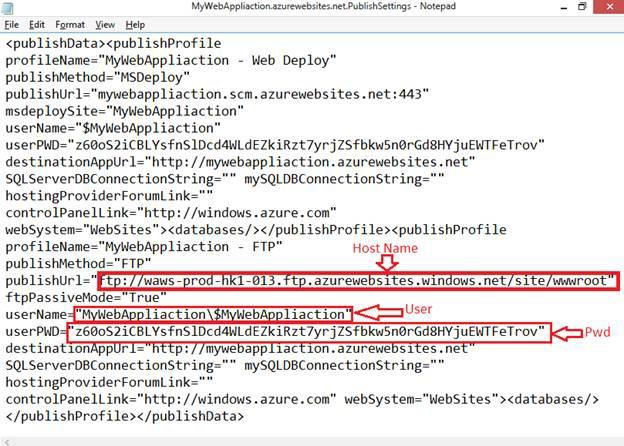 MyWebAppliaction.azurewebsites.net.PublishSettings - Notepad
File Edit Format View Help
<publishData><publishProfile
profileName="MyWebAppliaction - Web Deploy"
publishMethod="MSDeploy"
publishUrl="mywebappliaction.scm.azurewebsites.net:443"
msdeploySite="MyWebAppliaction"
userName="$MyWebAppliaction"
userPWD="z60oS2iCBLYsfnSlDcd4WLdEZkiRzt7yrjZSfbkw5n0rGd8HYjuEWTFeTrov"
destinationAppUrl="http://mywebappliaction.azurewebsites.net"
SQLServerDBConnectionString="" mySQLDBConnectionString=""
hostingProviderForumLink=""
controlPanelLink="http://windows.azure.com"
webSystem="WebSites"><databases/></publishProfile><publishProfile
profileName="MyWebAppliaction - FTP"
Host Name
publishMethod="FTP"
publishUrl="ftp://waws-prod-hk1-013.ftp.azurewebsites.windows.net/site/wwwroot"
ftpPassiveMode="True"
userName="MyWebAppliaction\$MyWebAppliaction" User
userPWD="z60oS2iCBLYsfnSlDcd4WLdEZkiRzt7yrjZSfbkw5n0rGd8HYjuEWTFeTrov" Pwd
destinationAppUrl="http://mywebappliaction.azurewebsites.net"
SQLServerDBConnectionString="" mySQLDBConnectionString=""
hostingProviderForumLink=""
controlPanelLink="http://windows.azure.com" webSystem="WebSites"><databases/>
</publishProfile></publishData>